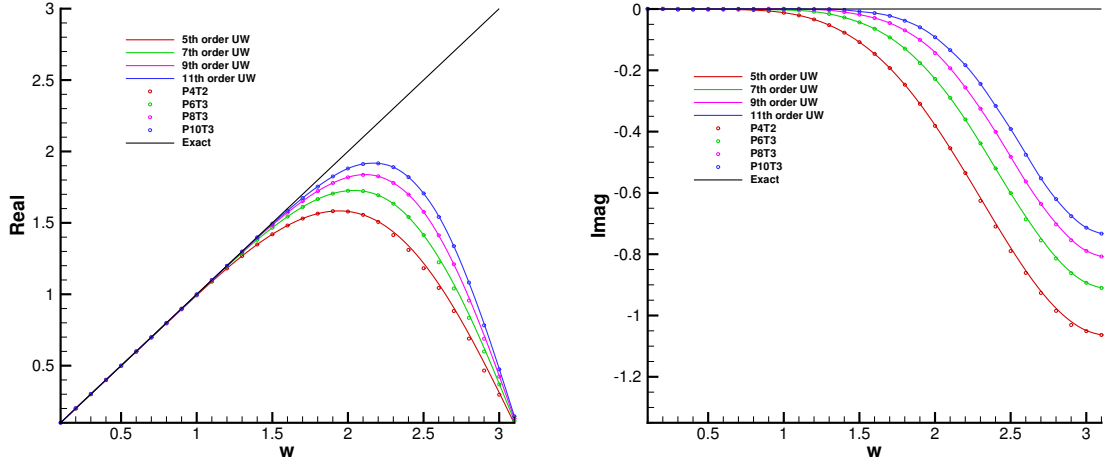 3
2.5
2
1.5
1
0.5
Real
5th order UW
7th order UW
9th order UW
11th order UW
P4T2
P6T3
P8T3
P10T3
Exact
0.5
1
1.5
2
2.5
3
w
0
-0.2
-0.4
-0.6
-0.8
-1
-1.2
Imag
5th order UW
7th order UW
9th order UW
11th order UW
P4T2
P6T3
P8T3
P10T3
Exact
0.5
1
1.5
2
2.5
3
w